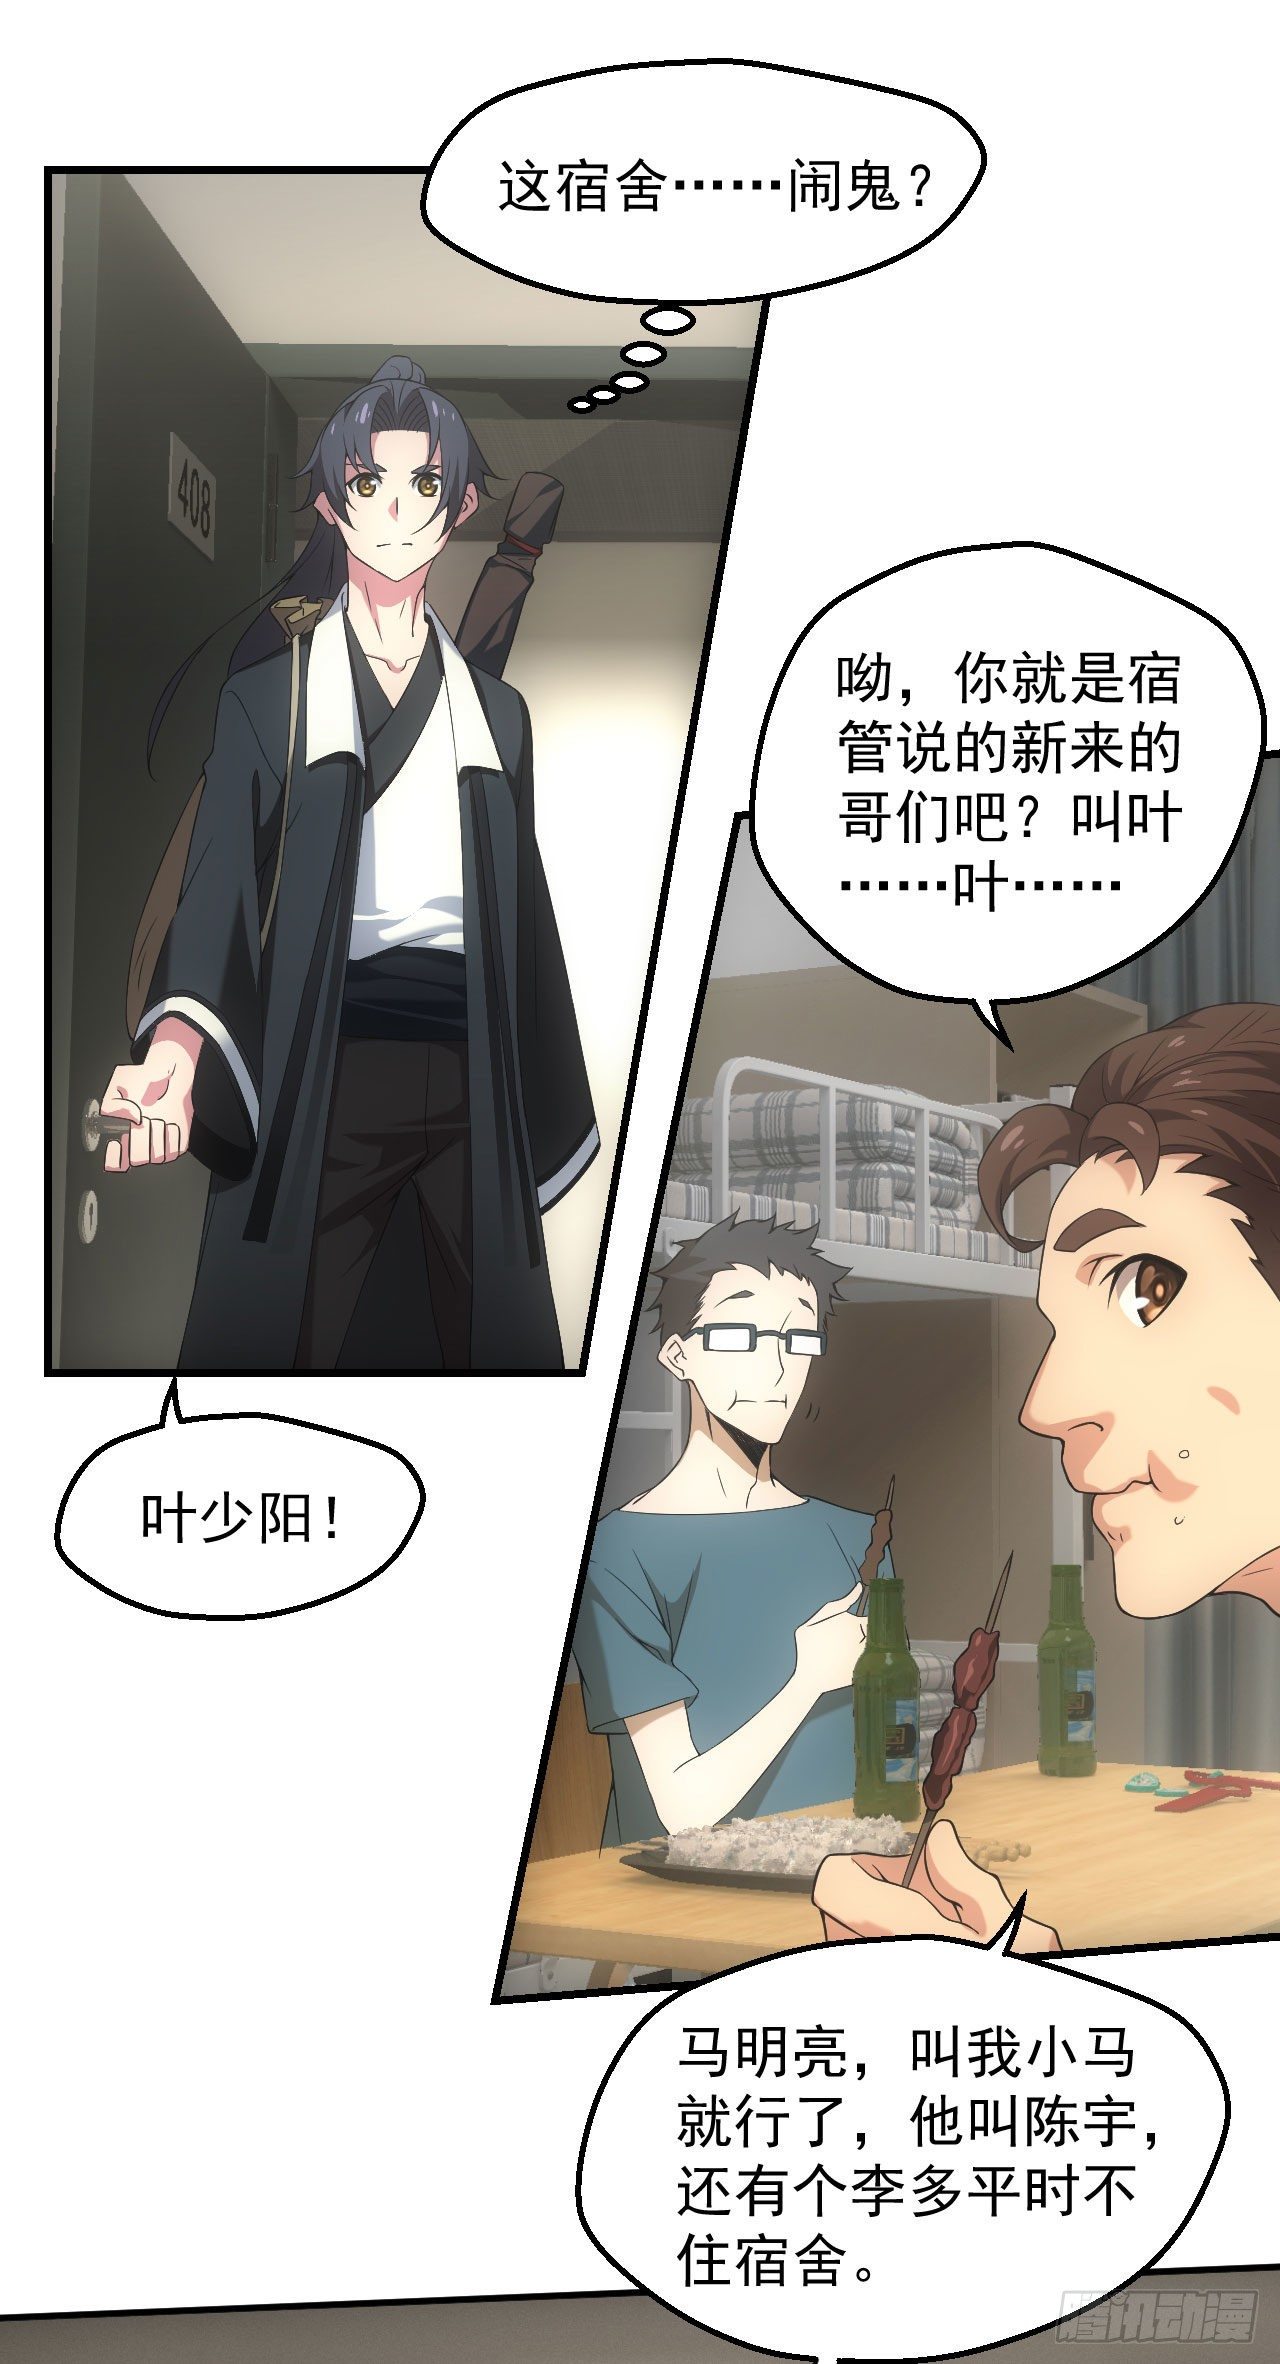 这宿舍……闹鬼？
408
呦，你就是宿
管说的新来的
哥们吧？叫叶
……叶……
叶少阳！
马明亮，叫我小马
就行了，他叫陈宇，
还有个李多平时不
住宿舍。
腾讯动漫